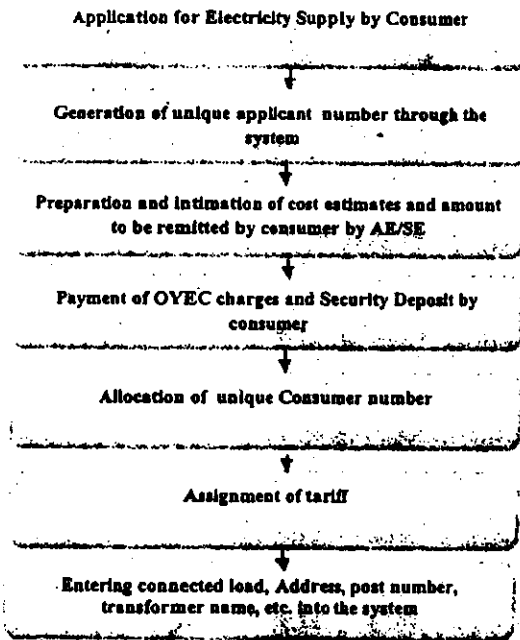 Application for Electricity Supply by Consumer
Generation of unique applicant number through the
system
Preparation and intimation of cost estimates and amount
to be remitted by consumer by AE/SE
Payment of OYEC charges and Security Deposit by
consumer
Allocation of unique Consumer number
Assignment of tariff
Entering connected load, Address, post number,
transformer name, etc. into the system